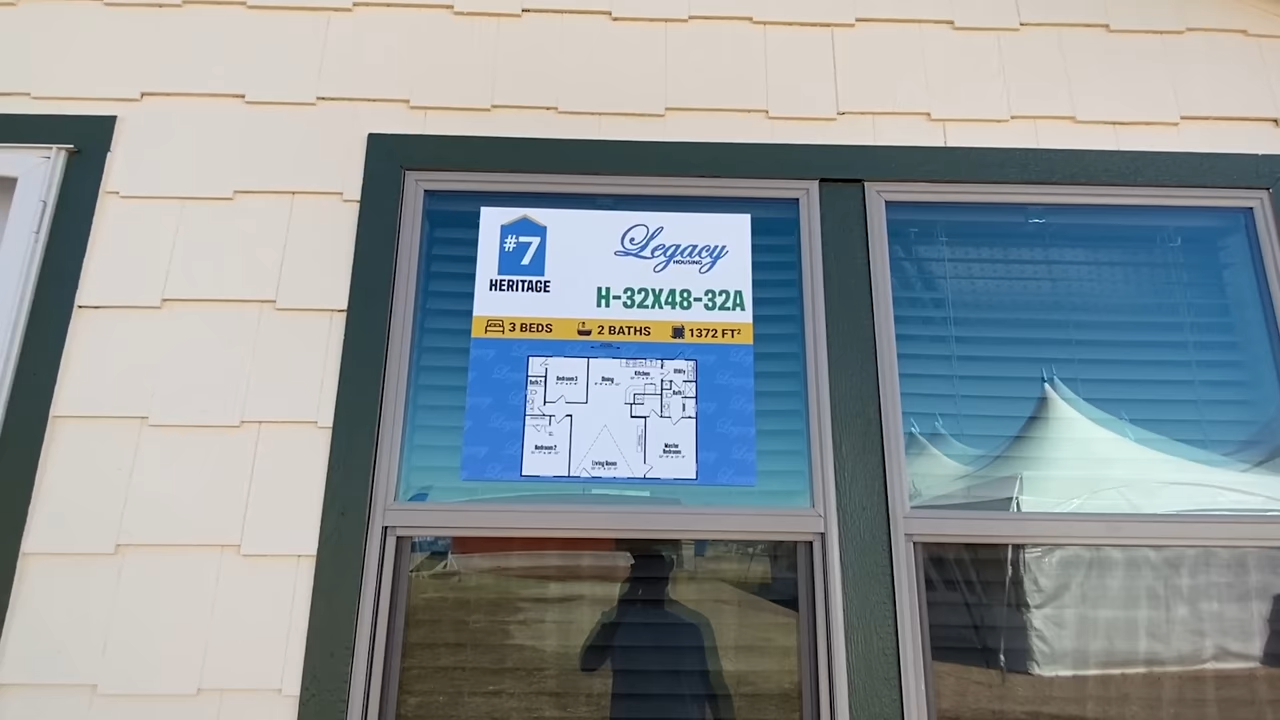 #7
HERITAGE
Legacy
HOUSING
H-32X48-32A
3 BEDS
2 BATHS
1372 FT²
Bedroom 3
Dining
Kitchen
Utility
Bath 2
Bath 1
Bedroom 2
Living Room
Master
Bedroom